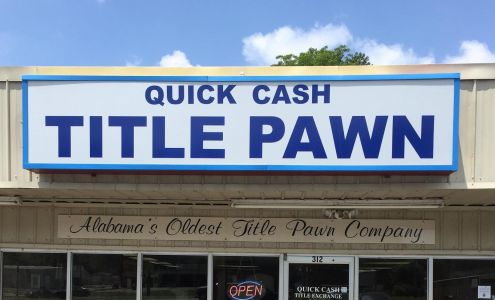 QUICK CASH
TITLE PAWN
Alabama's Oldest Title Pawn Company
312
OPEN
QUICK CASH
TITLE EXCHANGE